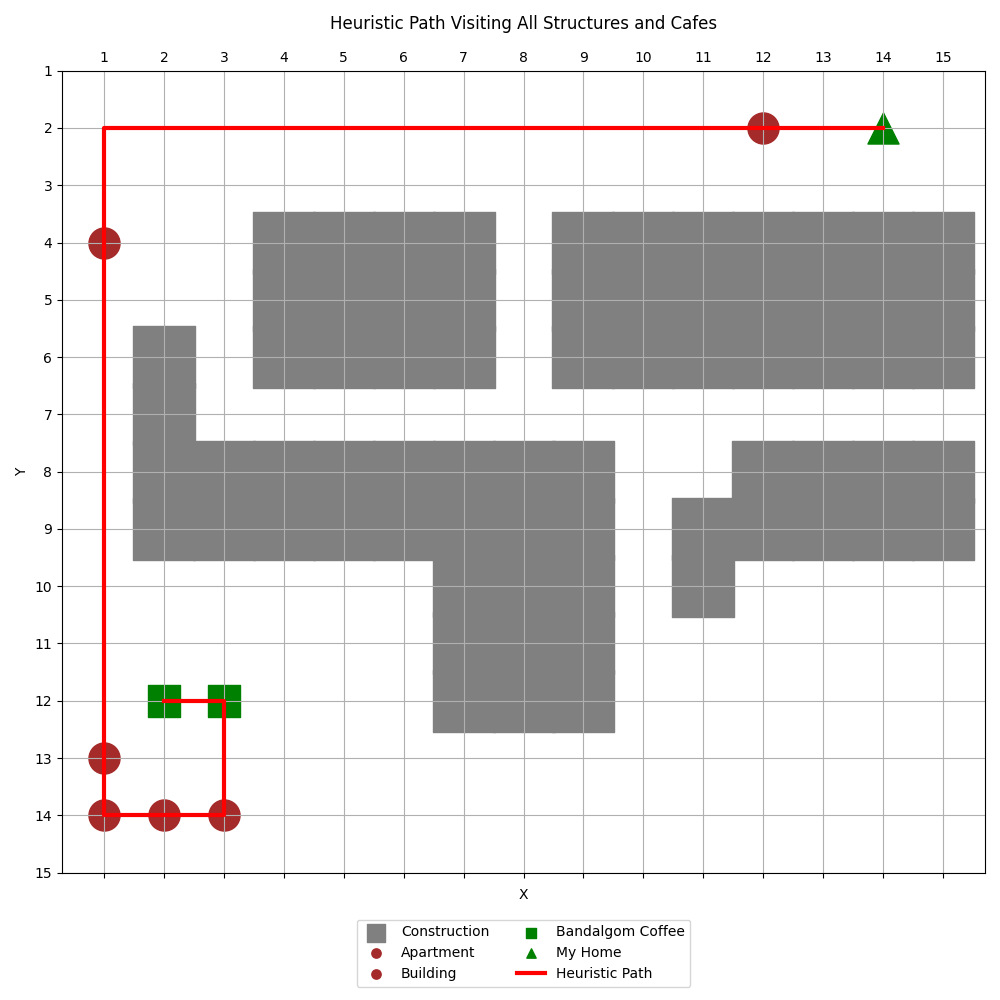 Heuristic Path Visiting All Structures and Cafes
1 2 3 4 5 6 7 8 9 10 11 12 13 14 15
1
2
3
4
5
6
7
8
9
10
11
12
13
14
15
Y
X
Construction
Apartment
Building
Bandalgom Coffee
My Home
Heuristic Path